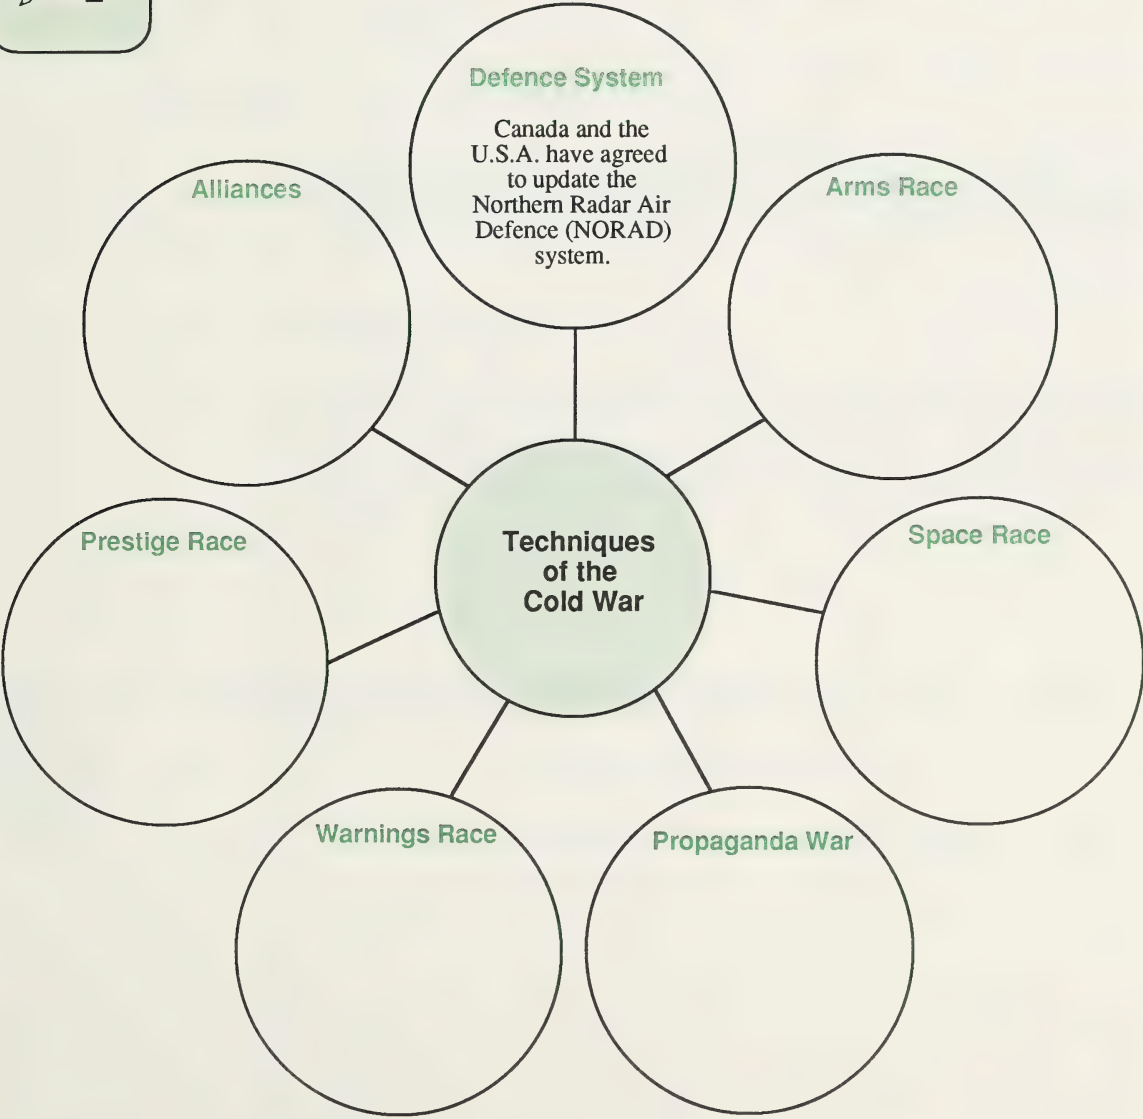 Defence System
Canada and the
U.S.A. have agreed
to update the
Northern Radar Air
Defence (NORAD)
system.
Alliances
Arms Race
Prestige Race
Techniques
of the
Cold War
Space Race
Warnings Race
Propaganda War